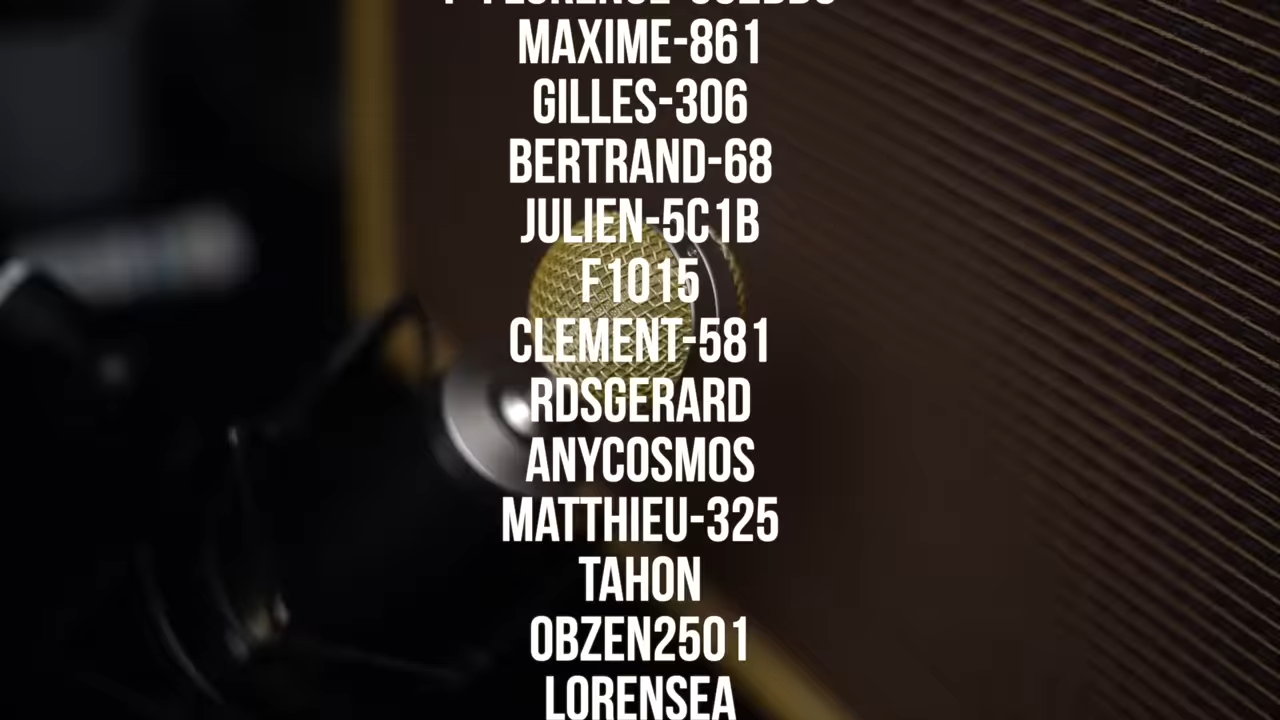 MAXIME-861
GILLES-306
BERTRAND-68
JULIEN-5C1B
F1015
CLEMENT-581
RDSGERARD
ANYCOSMOS
MATTHIEU-325
TAHON
OBZEN2501
LORENSEA